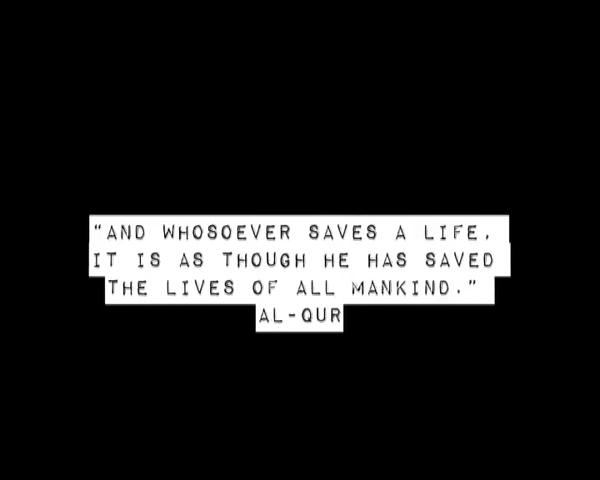 "AND WHOSOEVER SAVES A LIFE,
IT IS AS THOUGH HE HAS SAVED
THE LIVES OF ALL MANKIND."
AL-QUR